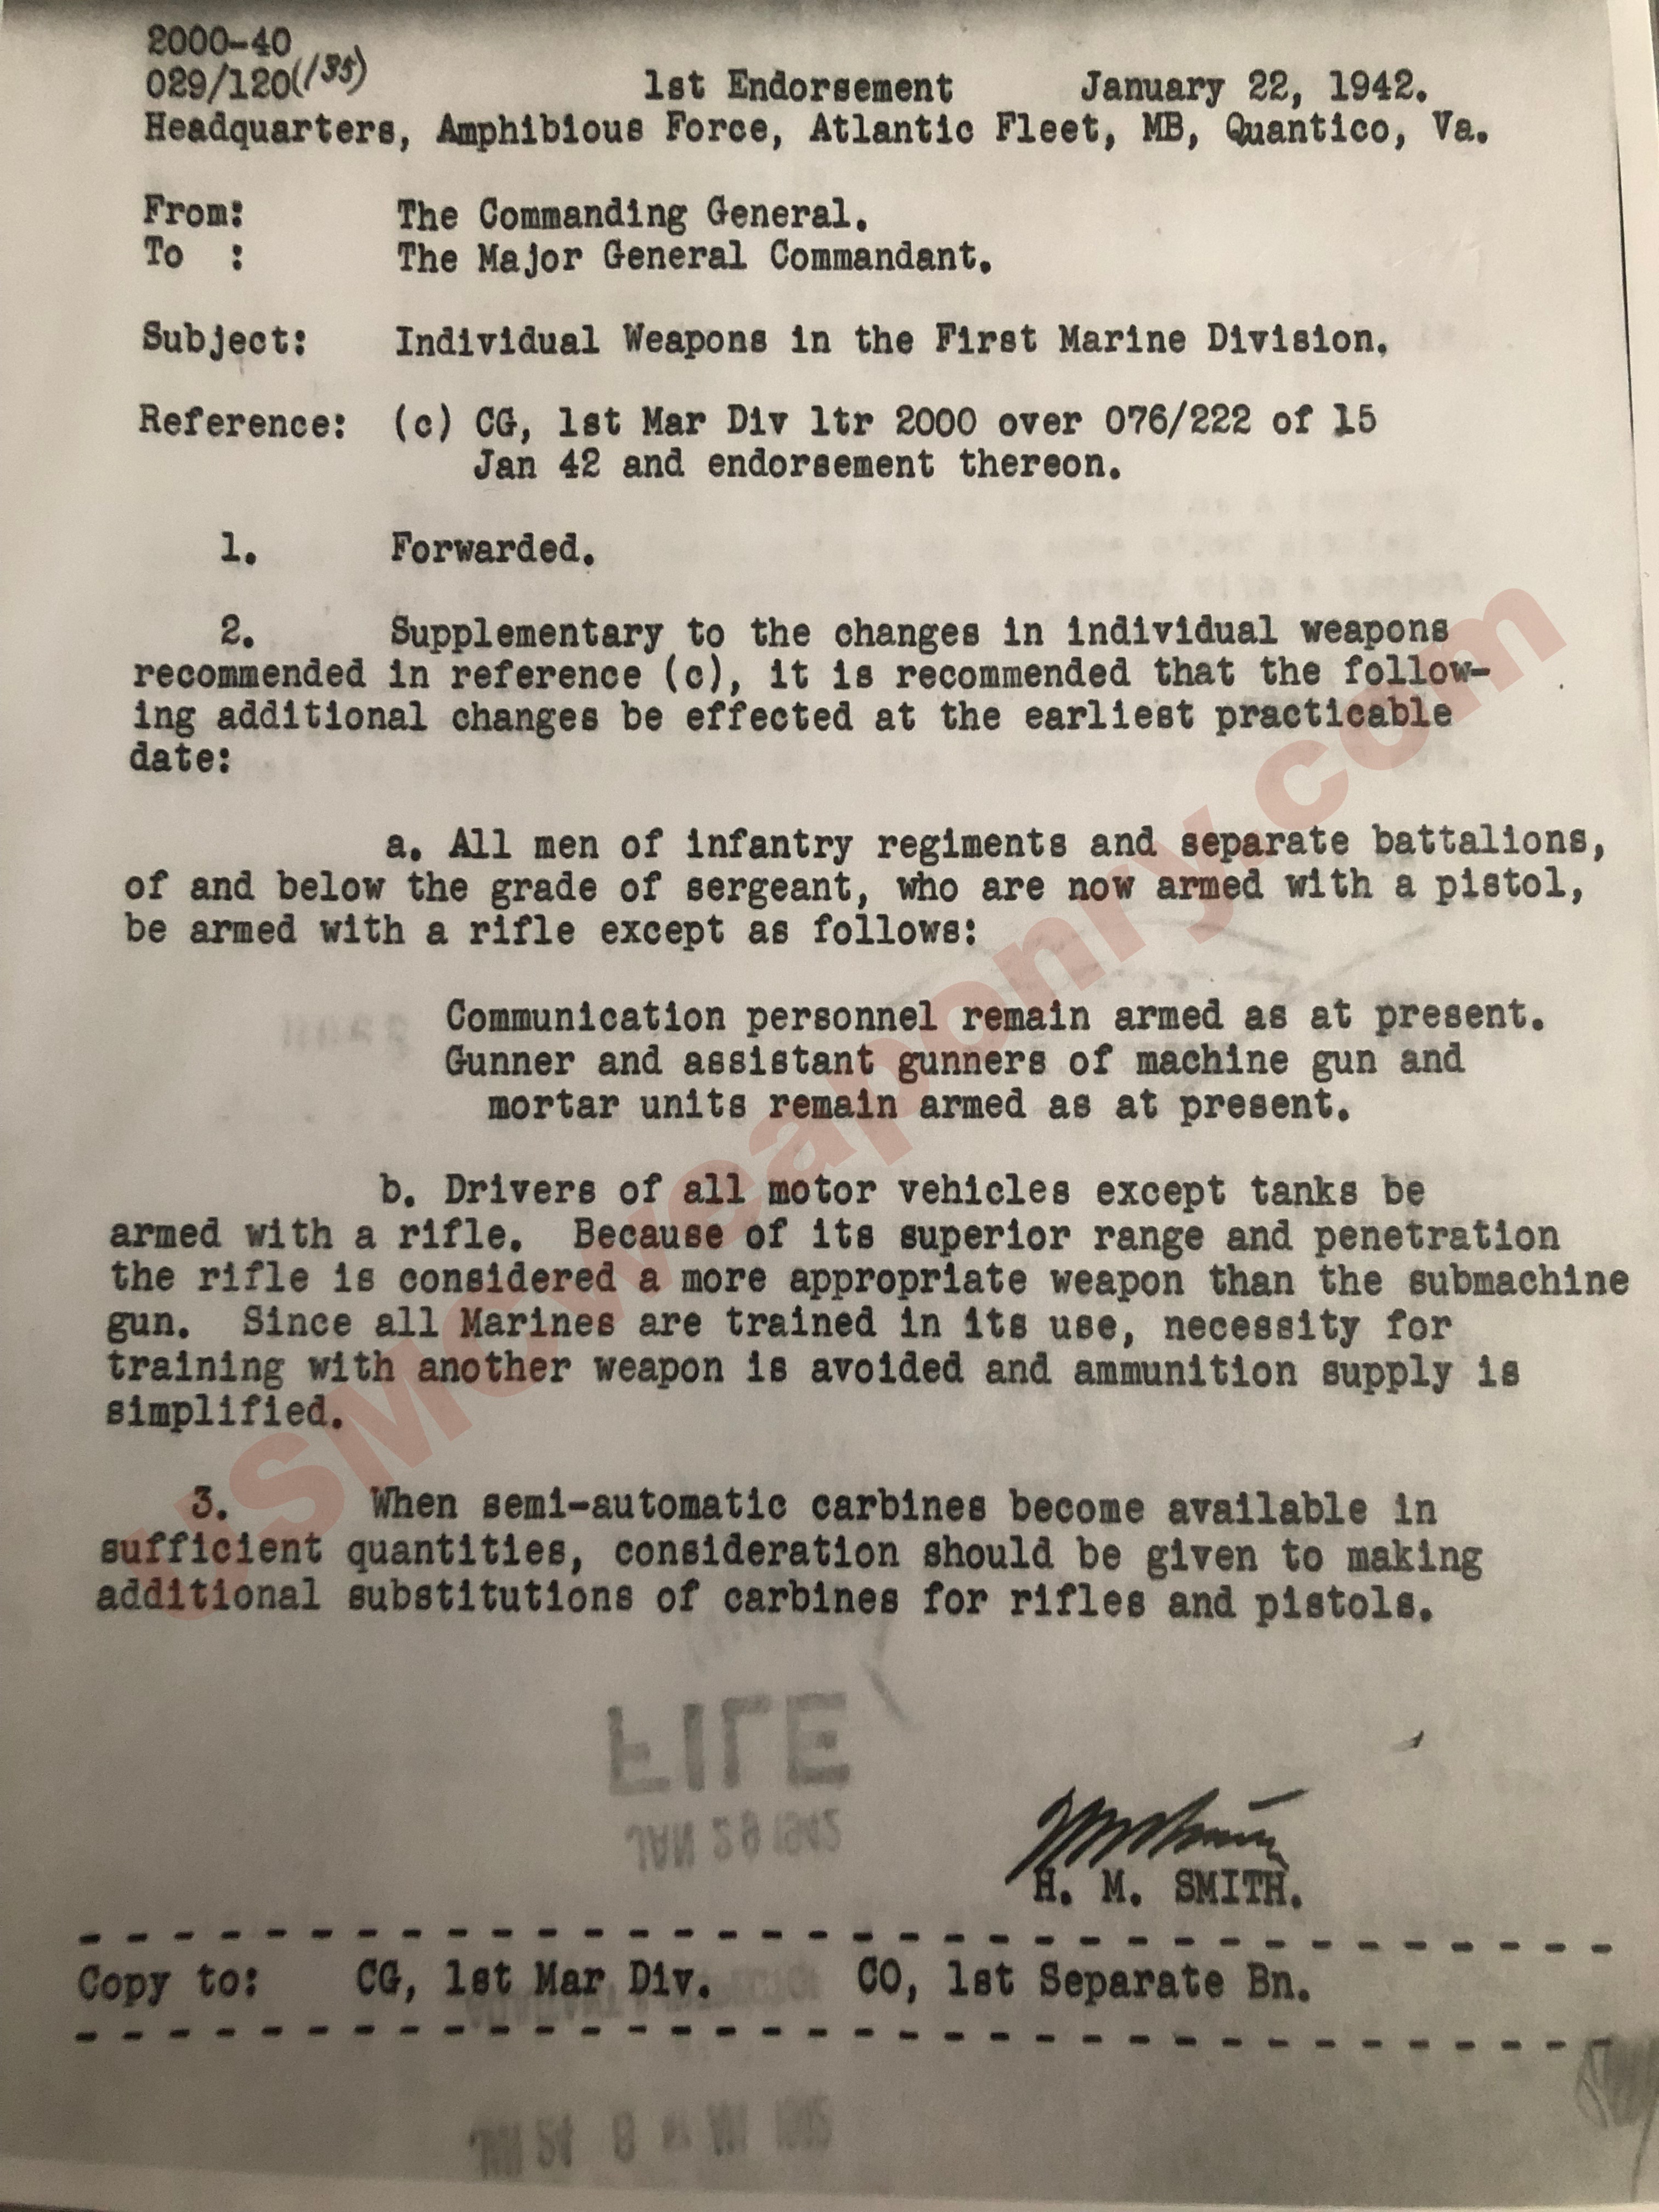 2000-40
029/120(135)
1st Endorsement January 22, 1942.
Headquarters, Amphibious Force, Atlantic Fleet, MB, Quantico, Va.
From: The Commanding General.
To : The Major General Commandant.
Subject: Individual Weapons in the First Marine Division.
Reference: (c) CG, 1st Mar Div ltr 2000 over 076/222 of 15
Jan 42 and endorsement thereon.
1. Forwarded.
2. Supplementary to the changes in individual weapons
recommended in reference (c), it is recommended that the follow-
ing additional changes be effected at the earliest practicable
date:
a. All men of infantry regiments and separate battalions,
of and below the grade of sergeant, who are now armed with a pistol,
be armed with a rifle except as follows:
Communication personnel remain armed as at present.
Gunner and assistant gunners of machine gun and
mortar units remain armed as at present.
b. Drivers of all motor vehicles except tanks be
armed with a rifle. Because of its superior range and penetration
the rifle is considered a more appropriate weapon than the submachine
gun. Since all Marines are trained in its use, necessity for
training with another weapon is avoided and ammunition supply is
simplified.
3. When semi-automatic carbines become available in
sufficient quantities, consideration should be given to making
additional substitutions of carbines for rifles and pistols.
FILE
JAN 28 1942
H. M. SMITH.
Copy to: CG, 1st Mar Div. CO, 1st Separate Bn.
USMCweaponry.com